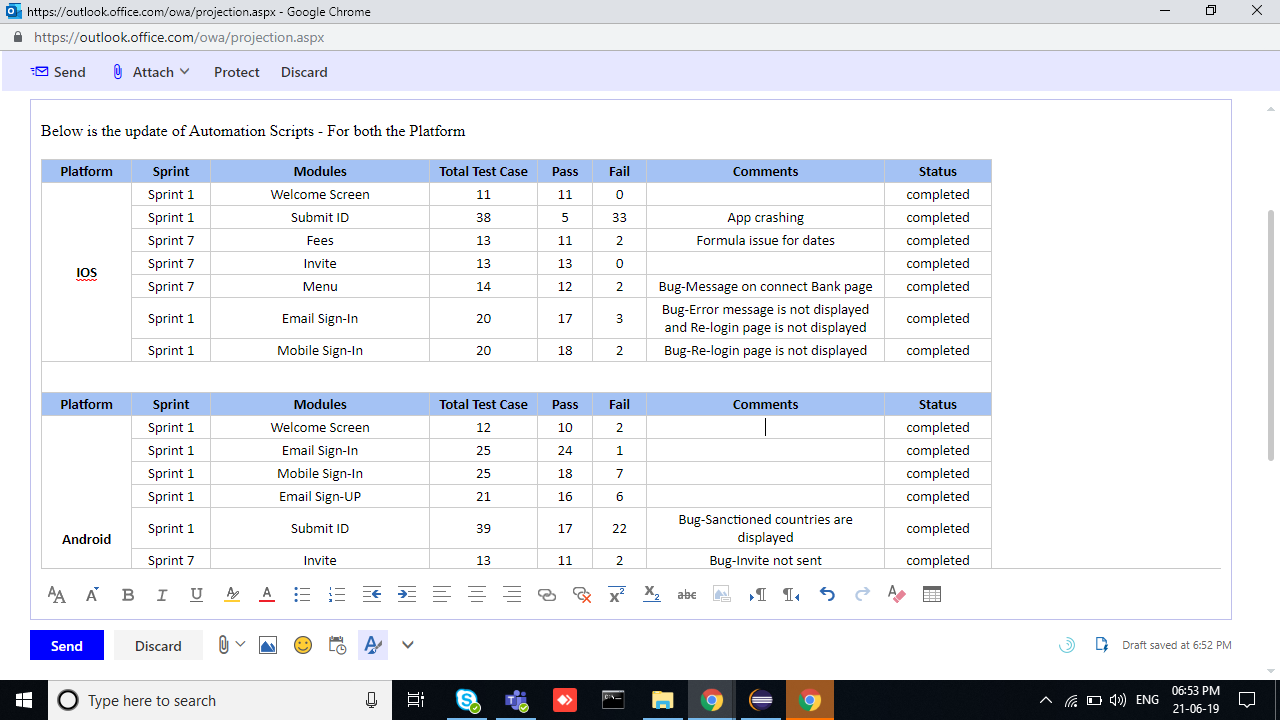 https://outlook.office.com/owa/projection.aspx - Google Chrome
https://outlook.office.com/owa/projection.aspx
Send Attach Protect Discard
Below is the update of Automation Scripts - For both the Platform
Platform Sprint Modules Total Test Case Pass Fail Comments Status
Sprint 1 Welcome Screen 11 11 0 completed
Sprint 1 Submit ID 38 5 33 App crashing completed
Sprint 7 Fees 13 11 2 Formula issue for dates completed
IOS
Sprint 7 Invite 13 13 0 completed
Sprint 7 Menu 14 12 2 Bug-Message on connect Bank page completed
Sprint 1 Email Sign-In 20 17 3 Bug-Error message is not displayed
and Re-login page is not displayed completed
Sprint 1 Mobile Sign-In 20 18 2 Bug-Re-login page is not displayed completed
Platform Sprint Modules Total Test Case Pass Fail Comments Status
Sprint 1 Welcome Screen 12 10 2 completed
Sprint 1 Email Sign-In 25 24 1 completed
Sprint 1 Mobile Sign-In 25 18 7 completed
Sprint 1 Email Sign-UP 21 16 6 completed
Android
Sprint 1 Submit ID 39 17 22 Bug-Sanctioned countries are
displayed completed
Sprint 7 Invite 13 11 2 Bug-Invite not sent completed
Send Discard Draft saved at 6:52 PM
Type here to search ENG 06:53 PM
21-06-19